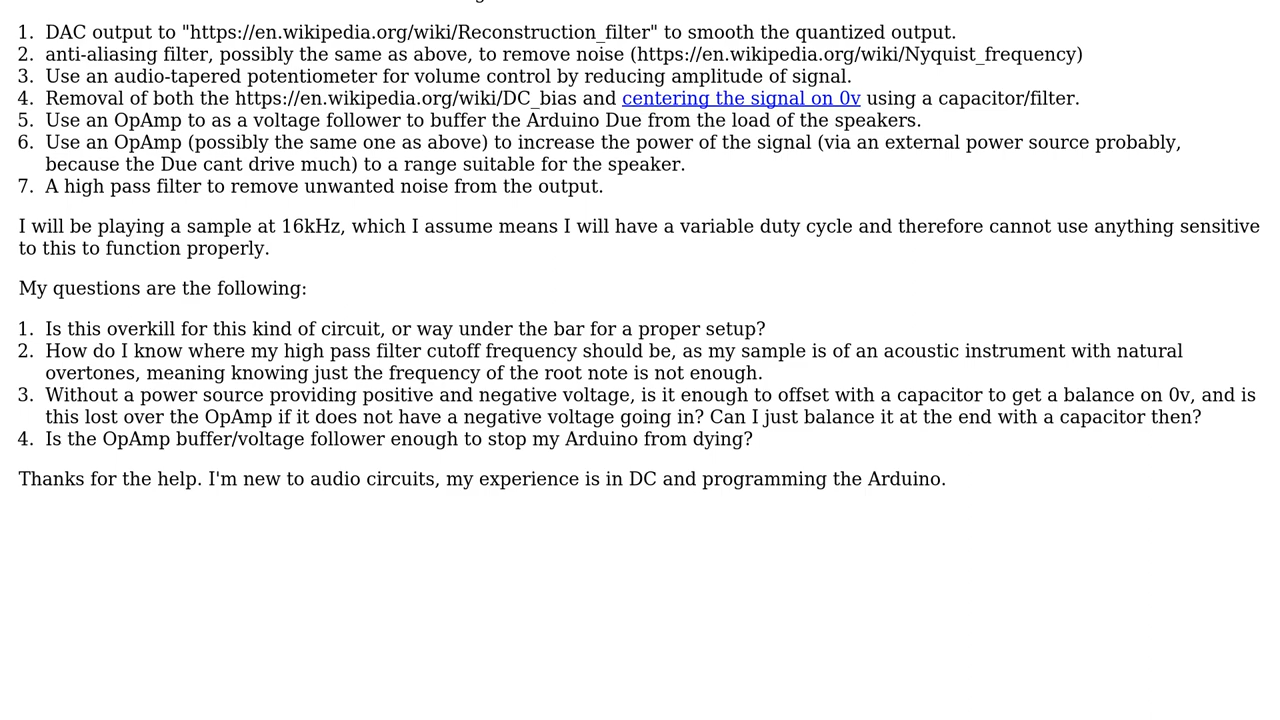 1. DAC output to "https://en.wikipedia.org/wiki/Reconstruction_filter" to smooth the quantized output.
2. anti-aliasing filter, possibly the same as above, to remove noise (https://en.wikipedia.org/wiki/Nyquist_frequency)
3. Use an audio-tapered potentiometer for volume control by reducing amplitude of signal.
4. Removal of both the https://en.wikipedia.org/wiki/DC_bias and centering the signal on 0v using a capacitor/filter.
5. Use an OpAmp to as a voltage follower to buffer the Arduino Due from the load of the speakers.
6. Use an OpAmp (possibly the same one as above) to increase the power of the signal (via an external power source probably,
because the Due cant drive much) to a range suitable for the speaker.
7. A high pass filter to remove unwanted noise from the output.
I will be playing a sample at 16kHz, which I assume means I will have a variable duty cycle and therefore cannot use anything sensitive
to this to function properly.
My questions are the following:
1. Is this overkill for this kind of circuit, or way under the bar for a proper setup?
2. How do I know where my high pass filter cutoff frequency should be, as my sample is of an acoustic instrument with natural
overtones, meaning knowing just the frequency of the root note is not enough.
3. Without a power source providing positive and negative voltage, is it enough to offset with a capacitor to get a balance on 0v, and is
this lost over the OpAmp if it does not have a negative voltage going in? Can I just balance it at the end with a capacitor then?
4. Is the OpAmp buffer/voltage follower enough to stop my Arduino from dying?
Thanks for the help. I'm new to audio circuits, my experience is in DC and programming the Arduino.